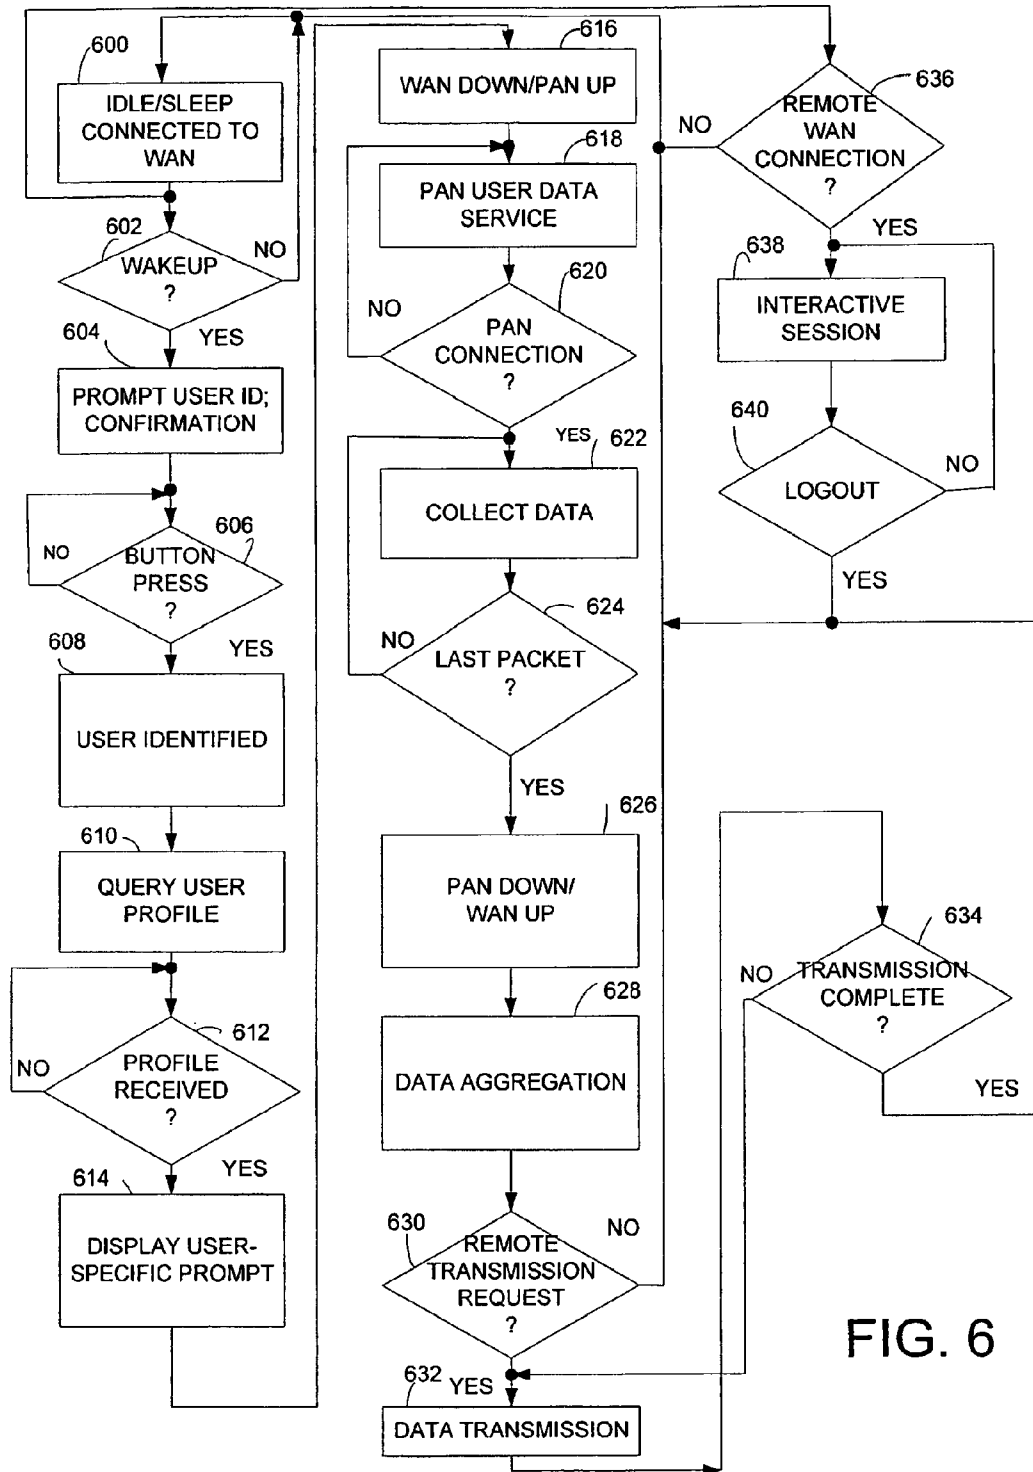 600
IDLE/SLEEP
CONNECTED TO
WAN
602
WAKEUP
?
NO
YES
604
PROMPT USER ID;
CONFIRMATION
606
BUTTON
PRESS
?
NO
YES
608
USER IDENTIFIED
610
QUERY USER
PROFILE
612
PROFILE
RECEIVED
?
NO
YES
614
DISPLAY USER-
SPECIFIC PROMPT
616
WAN DOWN/PAN UP
618
PAN USER DATA
SERVICE
620
PAN
CONNECTION
?
NO
YES
622
COLLECT DATA
624
LAST PACKET
?
NO
YES
626
PAN DOWN/
WAN UP
628
DATA AGGREGATION
630
REMOTE
TRANSMISSION
REQUEST
?
NO
YES
632
DATA TRANSMISSION
634
TRANSMISSION
COMPLETE
?
NO
YES
636
REMOTE
WAN
CONNECTION
?
NO
YES
638
INTERACTIVE
SESSION
640
LOGOUT
NO
YES
FIG. 6